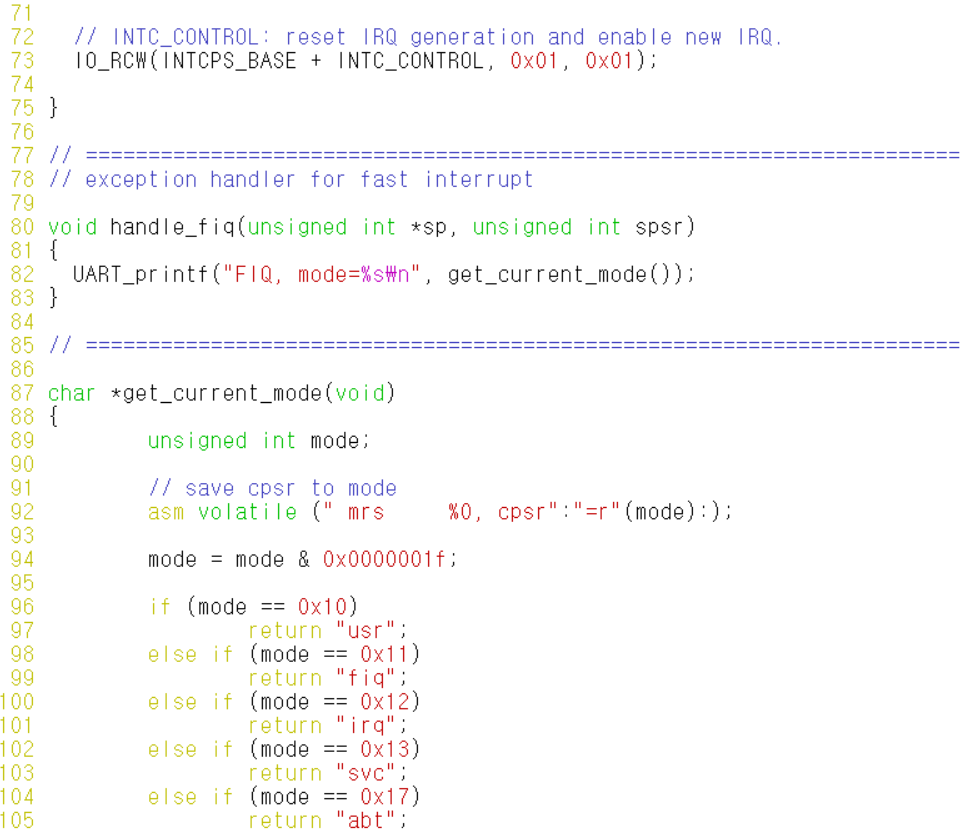 71
72   // INTC_CONTROL: reset IRQ generation and enable new IRQ.
73   IO_RCW(INTCPS_BASE + INTC_CONTROL, 0x01, 0x01);
74
75 }
76
77 // ======================================================================
78 // exception handler for fast interrupt
79
80 void handle_fiq(unsigned int *sp, unsigned int spsr)
81 {
82   UART_printf("FIQ, mode=%s₩n", get_current_mode());
83 }
84
85 // ======================================================================
86
87 char *get_current_mode(void)
88 {
89         unsigned int mode;
90
91         // save cpsr to mode
92         asm volatile (" mrs     %0, cpsr":"=r"(mode):);
93
94         mode = mode & 0x0000001f;
95
96         if (mode == 0x10)
97                 return "usr";
98         else if (mode == 0x11)
99                 return "fiq";
100         else if (mode == 0x12)
101                 return "irq";
102         else if (mode == 0x13)
103                 return "svc";
104         else if (mode == 0x17)
105                 return "abt";